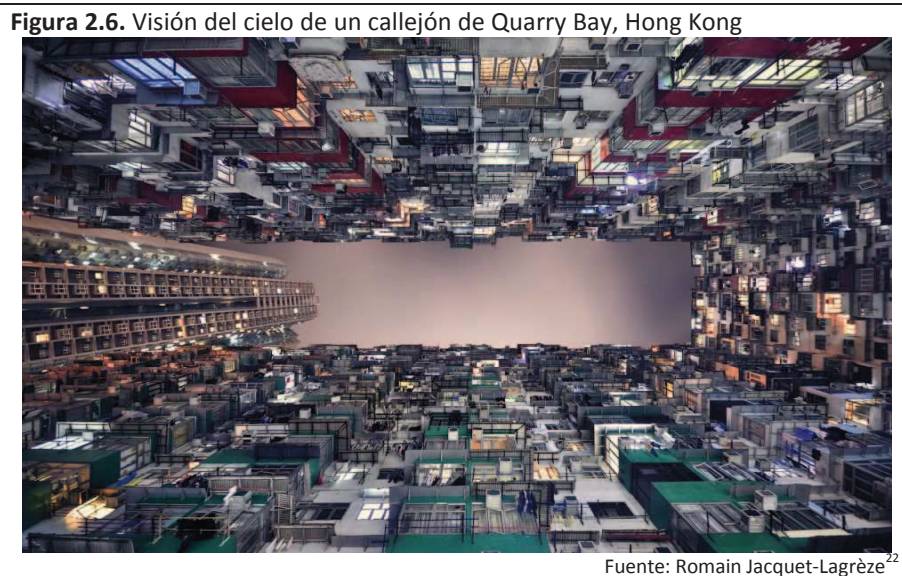 Figura 2.6. Visión del cielo de un callejón de Quarry Bay, Hong Kong
Fuente: Romain Jacquet-Lagrèze22